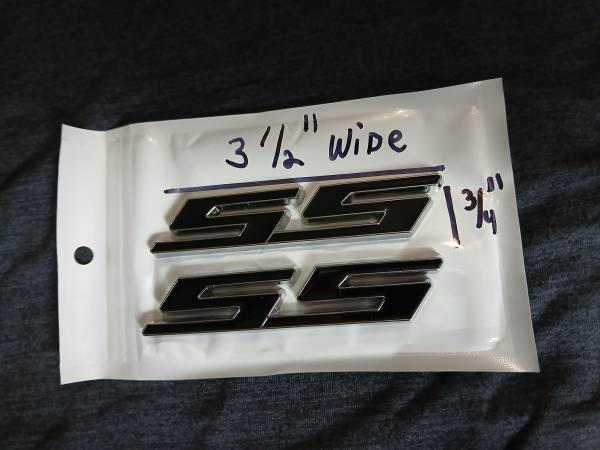 3 1/2" WiDe
3/4"
SS
SS